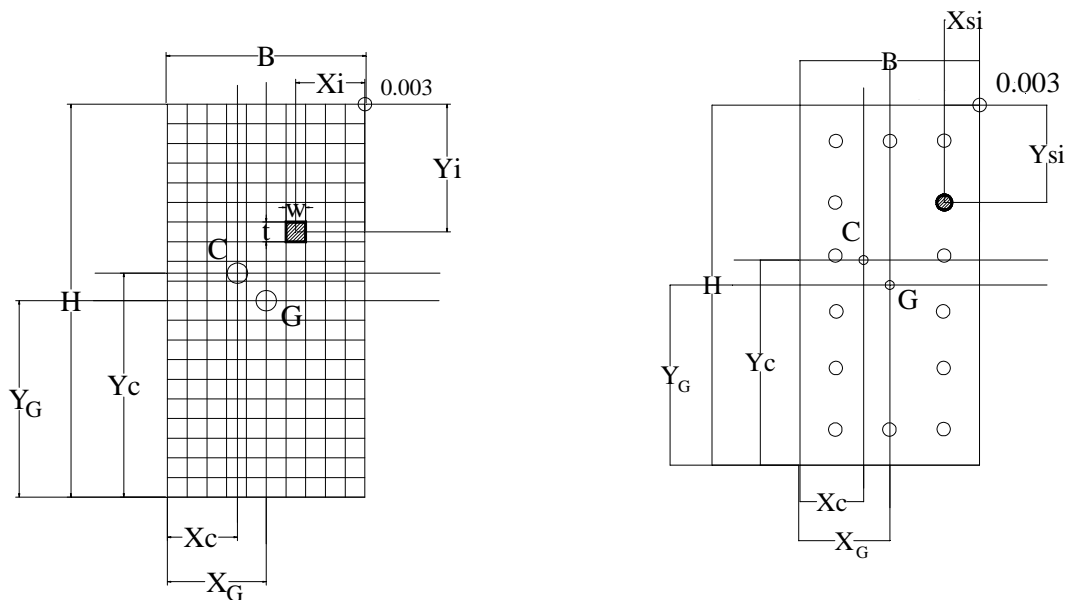 B
Xi
0.003
Yi
w
t
C
H
G
Yc
YG
Xc
XG
Xsi
B
0.003
Ysi
C
H
G
Yc
YG
Xc
XG